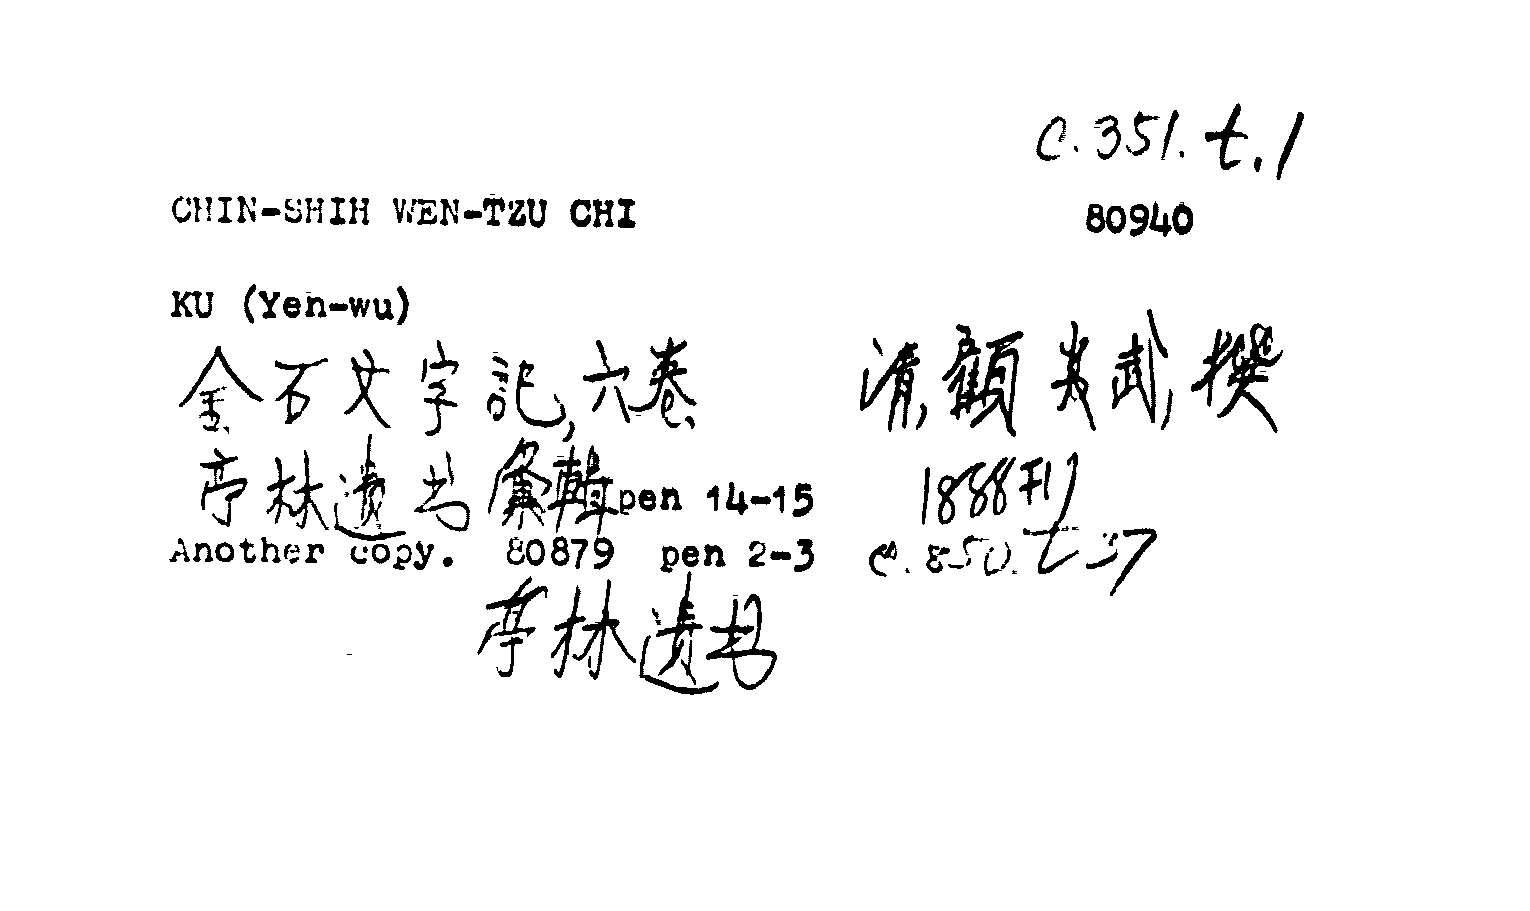 c.351.t.1
CHIN-SHIH WEN-TZU CHI 80940
KU (Yen-wu)
金石文字記,六卷 清,顧炎武,撰
亭林遺书彙輯 pen 14-15 1888刊
Another copy. 80879 pen 2-3 c.850.t.37
亭林遺书